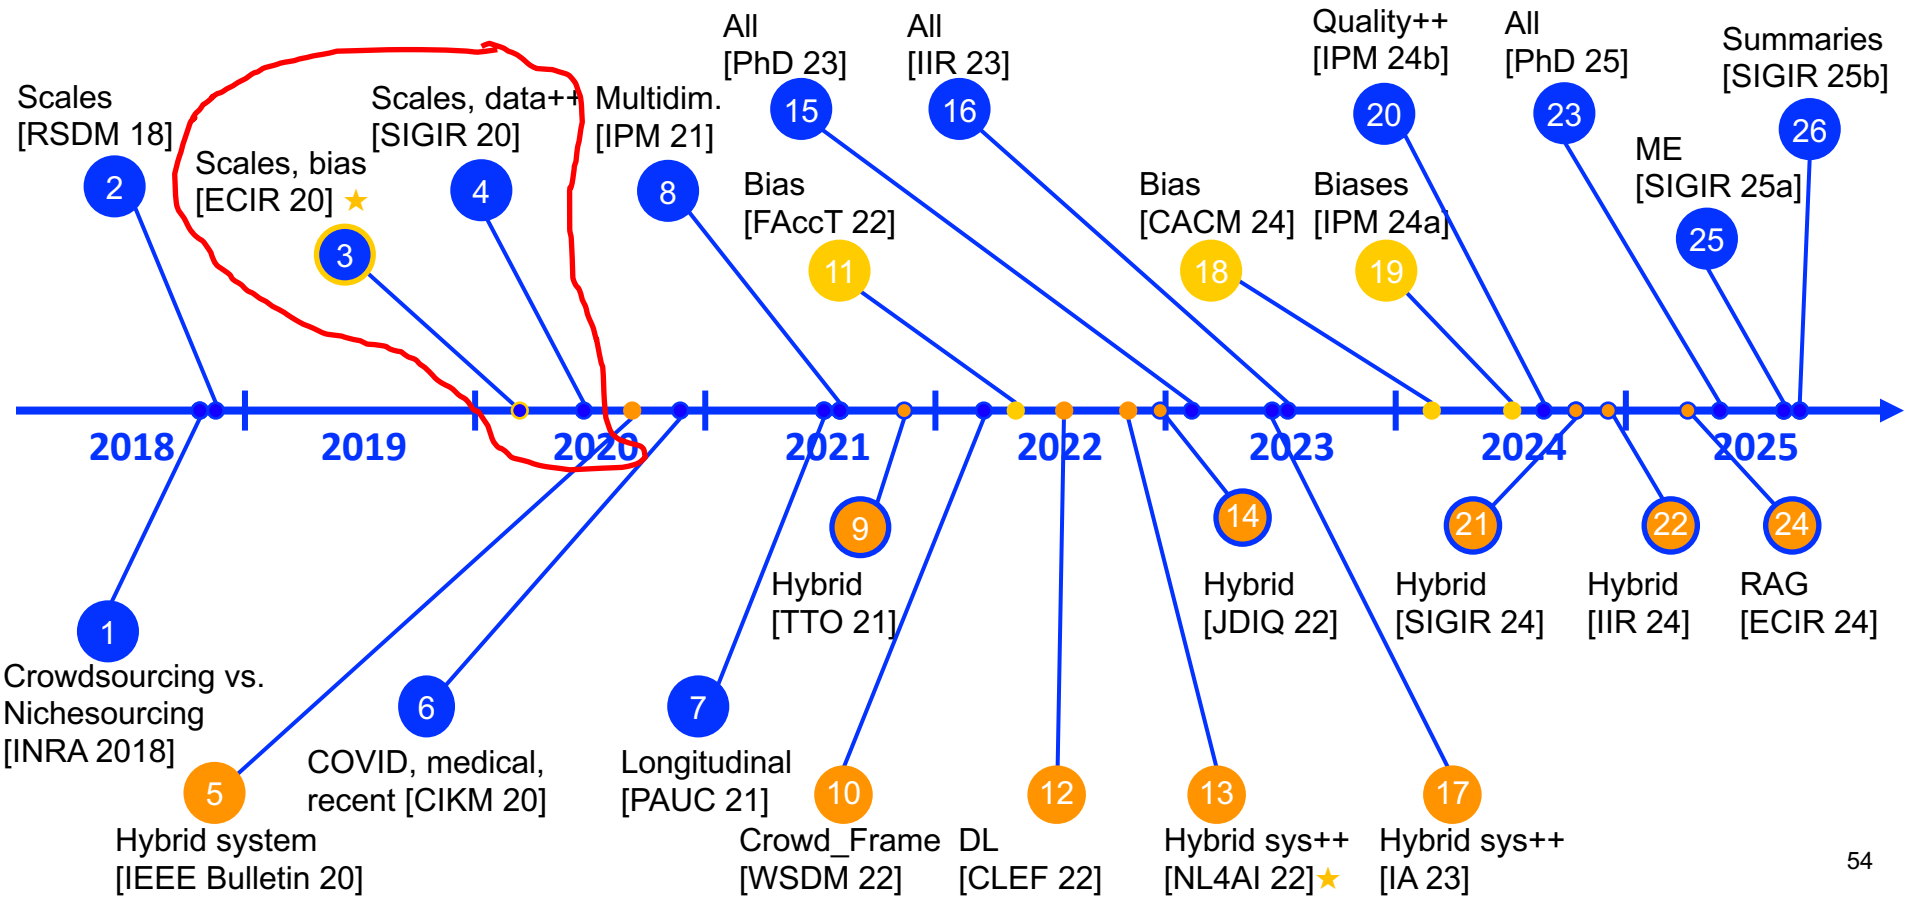 Scales
[RSDM 18]
2
Scales, bias
[ECIR 20] ★
3
Scales, data++
[SIGIR 20]
4
Multidim.
[IPM 21]
8
All
[PhD 23]
15
Bias
[FAccT 22]
11
All
[IIR 23]
16
Bias
[CACM 24]
18
Quality++
[IPM 24b]
20
Biases
[IPM 24a]
19
All
[PhD 25]
23
ME
[SIGIR 25a]
25
Summaries
[SIGIR 25b]
26
2018
2019
2020
2021
2022
2023
2024
2025
1
Crowdsourcing vs.
Nichesourcing
[INRA 2018]
5
Hybrid system
[IEEE Bulletin 20]
6
COVID, medical,
recent [CIKM 20]
7
Longitudinal
[PAUC 21]
9
Hybrid
[TTO 21]
10
Crowd_Frame
[WSDM 22]
12
DL
[CLEF 22]
13
Hybrid sys++
[NL4AI 22]★
14
Hybrid
[JDIQ 22]
17
Hybrid sys++
[IA 23]
21
Hybrid
[SIGIR 24]
22
Hybrid
[IIR 24]
24
RAG
[ECIR 24]
54